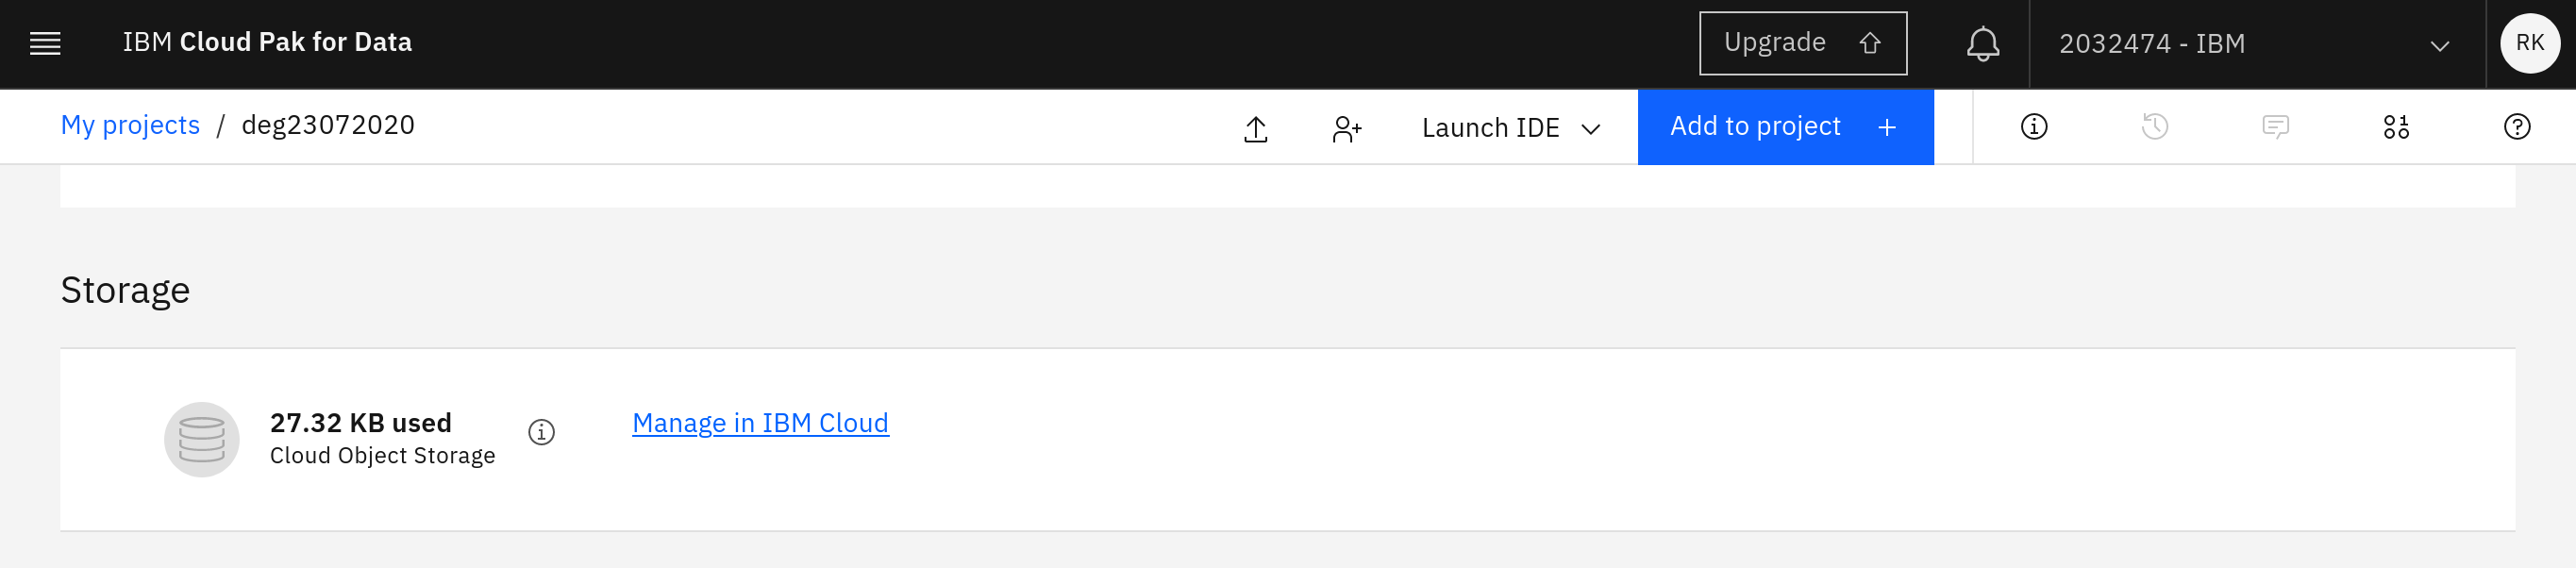 IBM Cloud Pak for Data
Upgrade
2032474 - IBM
RK
My projects / deg23072020
Launch IDE
Add to project +
Storage
27.32 KB used
Cloud Object Storage
Manage in IBM Cloud